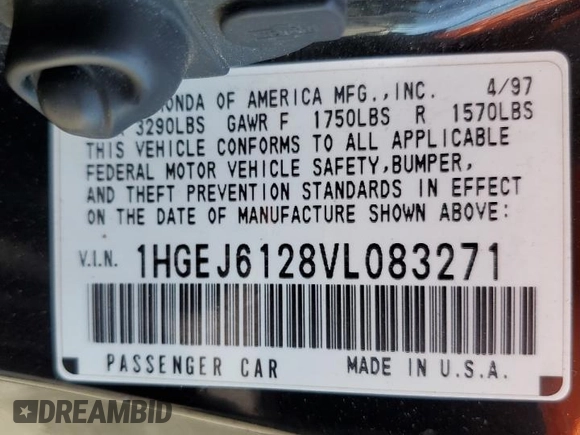 HONDA OF AMERICA MFG.,INC. 4/97
3290LBS GAWR F 1750LBS R 1570LBS
THIS VEHICLE CONFORMS TO ALL APPLICABLE
FEDERAL MOTOR VEHICLE SAFETY,BUMPER,
AND THEFT PREVENTION STANDARDS IN EFFECT
ON THE DATE OF MANUFACTURE SHOWN ABOVE:
V.I.N. 1HGEJ6128VL083271
PASSENGER CAR MADE IN U.S.A.
DREAMBID